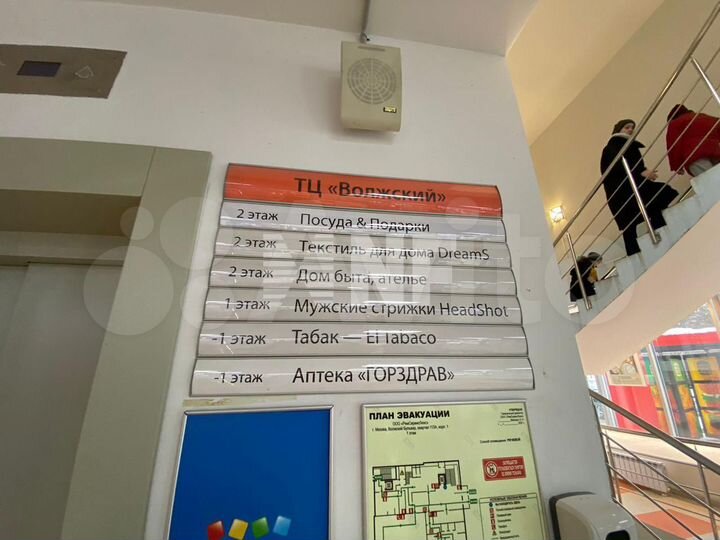 ТЦ «Волжский»
2 этаж Посуда & Подарки
2 этаж Текстиль для дома DreamS
2 этаж Дом быта, ателье
1 этаж Мужские стрижки HeadShot
-1 этаж Табак — El Tabaco
-1 этаж Аптека «ГОРЗДРАВ»
ПЛАН ЭВАКУАЦИИ